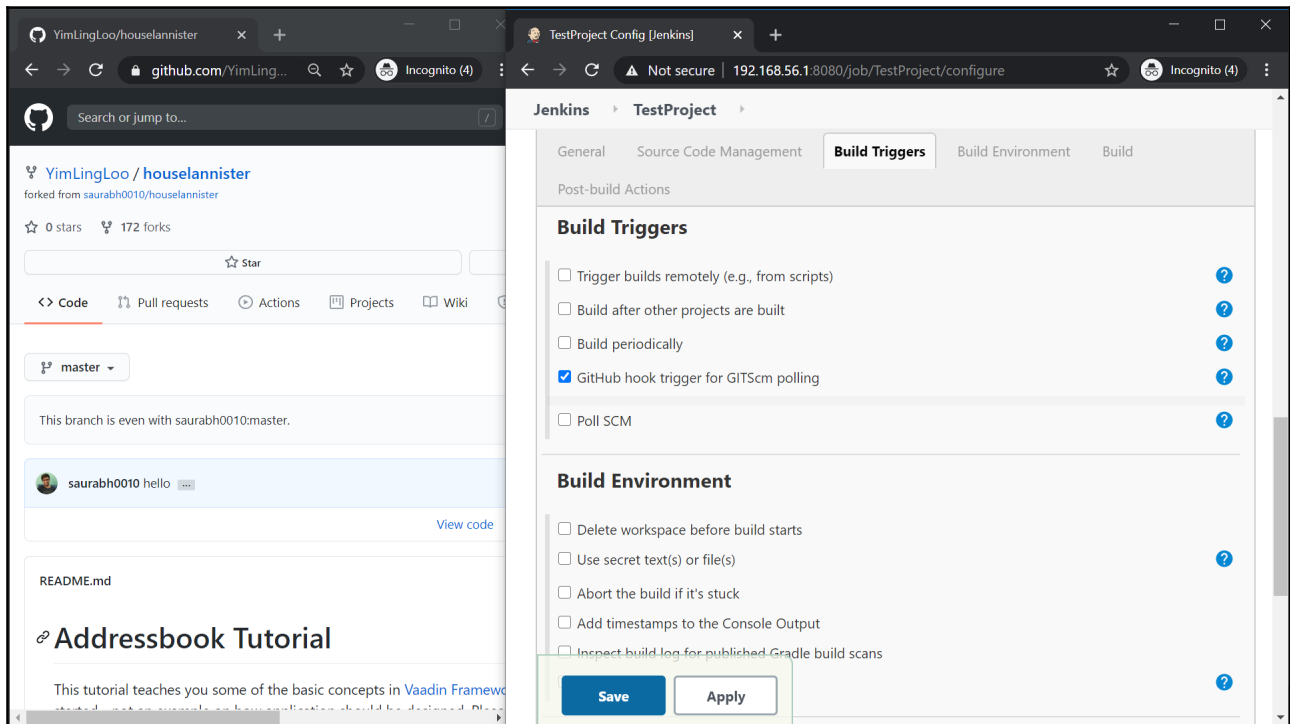 YimLingLoo/houselannister
github.com/YimLing...
Incognito (4)
Search or jump to...
/
YimLingLoo / houselannister
forked from saurabh0010/houselannister
0 stars 172 forks
Star
Code Pull requests Actions Projects Wiki
master
This branch is even with saurabh0010:master.
saurabh0010 hello ...
View code
README.md
Addressbook Tutorial
This tutorial teaches you some of the basic concepts in Vaadin Framewo
TestProject Config [Jenkins]
Not secure | 192.168.56.1:8080/job/TestProject/configure
Incognito (4)
Jenkins TestProject
General Source Code Management Build Triggers Build Environment Build
Post-build Actions
Build Triggers
Trigger builds remotely (e.g., from scripts) ?
Build after other projects are built ?
Build periodically ?
GitHub hook trigger for GITScm polling ?
Poll SCM ?
Build Environment
Delete workspace before build starts
Use secret text(s) or file(s) ?
Abort the build if it's stuck
Add timestamps to the Console Output
Inspect build log for published Gradle build scans
?
Save Apply